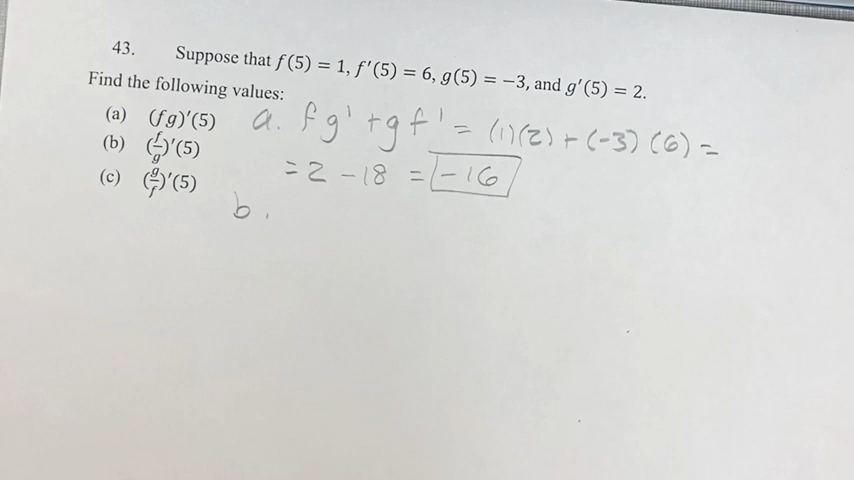 43. Suppose that f(5) = 1, f'(5) = 6, g(5) = −3, and g'(5) = 2.
Find the following values:
(a) (fg)'(5)
(b) (f/g)'(5)
(c) (g/f)'(5)
a. fg' + gf' = (1)(2) + (-3)(6) =
= 2 - 18 = -16
b.